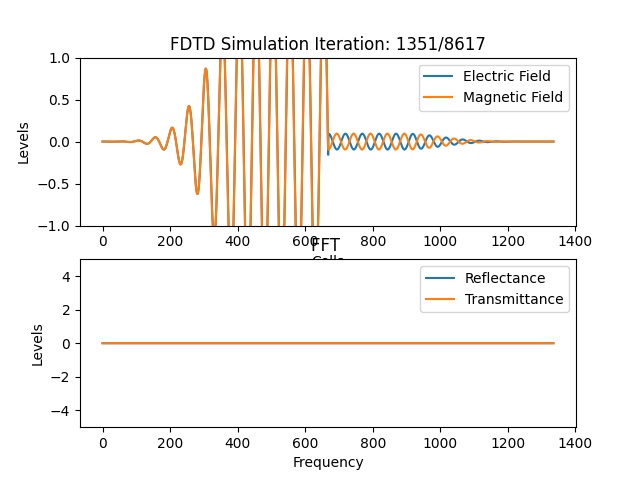 FDTD Simulation Iteration: 1351/8617
1.0
0.5
0.0
−0.5
−1.0
Levels
Electric Field
Magnetic Field
0 200 400 600 800 1000 1200 1400
Cells
FFT
4
2
0
−2
−4
Levels
Reflectance
Transmittance
0 200 400 600 800 1000 1200 1400
Frequency